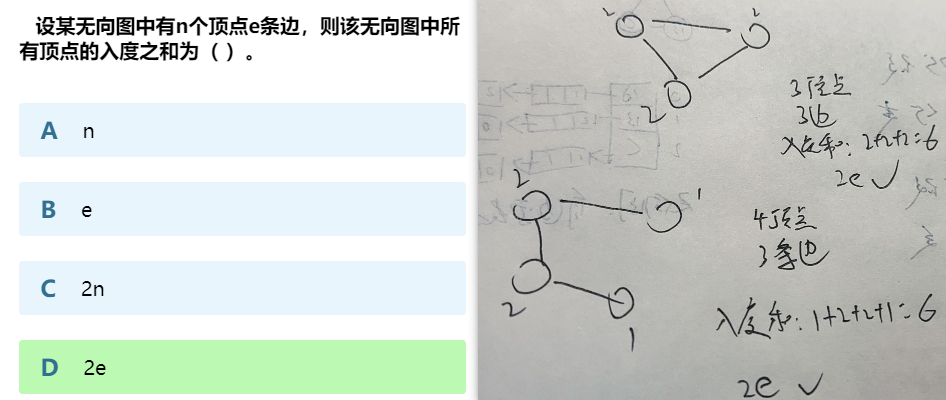 设某无向图中有n个顶点e条边，则该无向图中所
有顶点的入度之和为（ ）。
A n
B e
C 2n
D 2e
2
2
2
3顶点
3边
入度和：2+2+2=6
2e ✓
2
1
2
1
4顶点
3条边
入度和：1+2+2+1=6
2e ✓